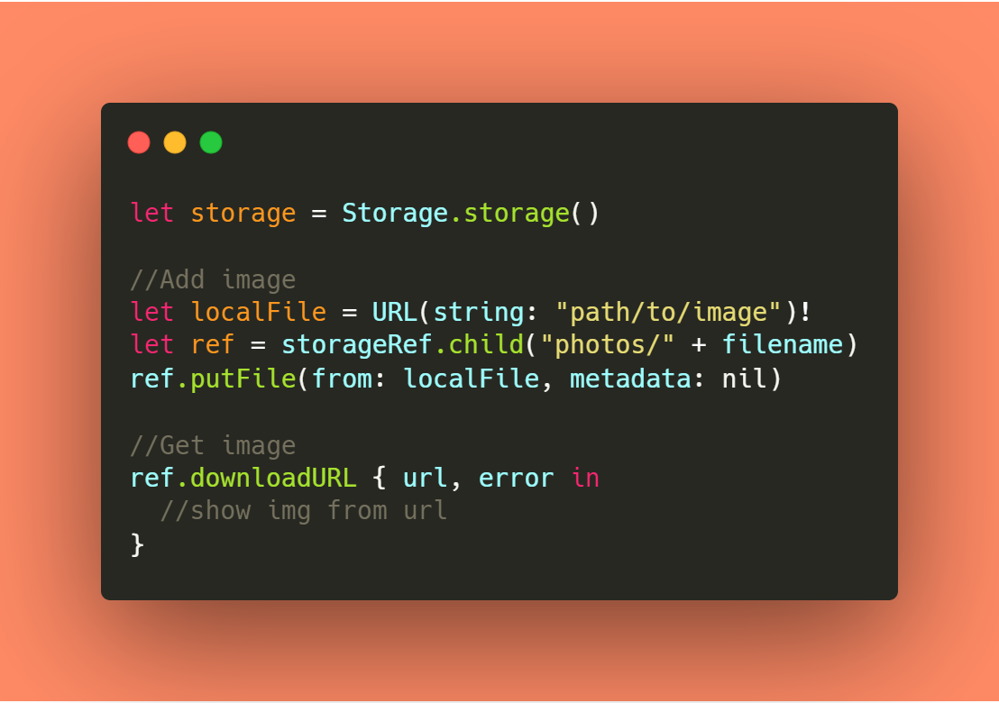 let storage = Storage.storage()
//Add image
let localFile = URL(string: "path/to/image")!
let ref = storageRef.child("photos/" + filename)
ref.putFile(from: localFile, metadata: nil)
//Get image
ref.downloadURL { url, error in
  //show img from url
}